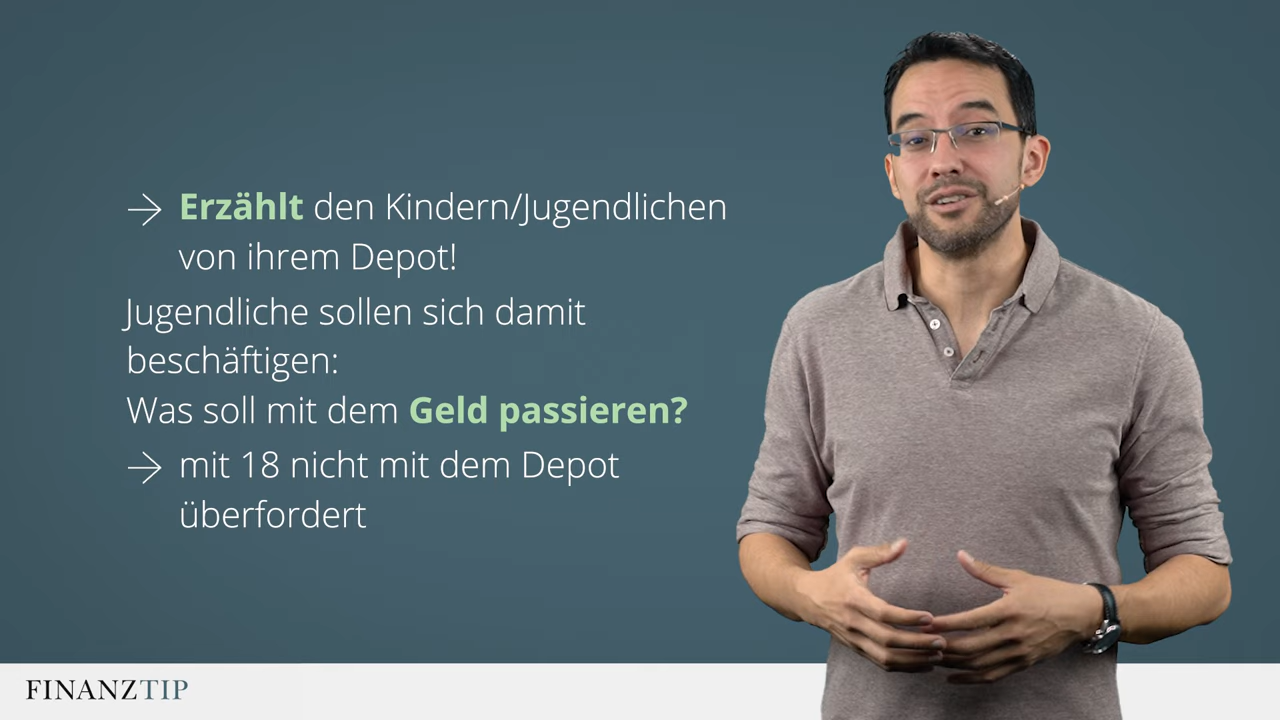 → Erzählt den Kindern/Jugendlichen
von ihrem Depot!
Jugendliche sollen sich damit
beschäftigen:
Was soll mit dem Geld passieren?
→ mit 18 nicht mit dem Depot
überfordert
FINANZTIP